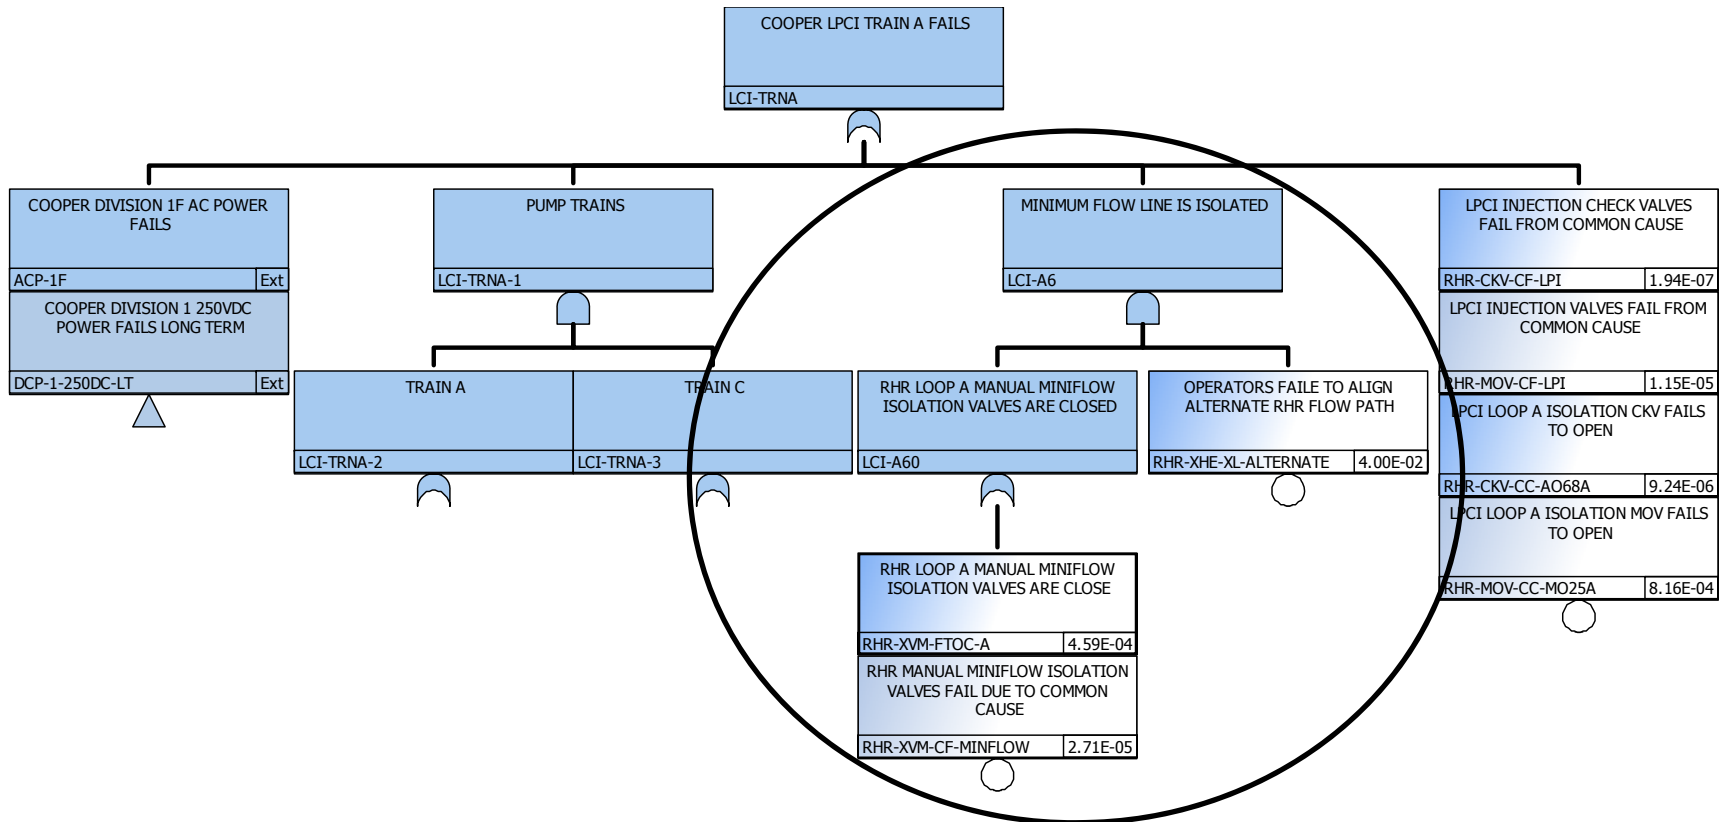 COOPER LPCI TRAIN A FAILS
LCI-TRNA
COOPER DIVISION 1F AC POWER
FAILS
ACP-1F Ext
COOPER DIVISION 1 250VDC
POWER FAILS LONG TERM
DCP-1-250DC-LT Ext
PUMP TRAINS
LCI-TRNA-1
TRAIN A
LCI-TRNA-2
TRAIN C
LCI-TRNA-3
MINIMUM FLOW LINE IS ISOLATED
LCI-A6
RHR LOOP A MANUAL MINIFLOW
ISOLATION VALVES ARE CLOSED
LCI-A60
RHR LOOP A MANUAL MINIFLOW
ISOLATION VALVES ARE CLOSE
RHR-XVM-FTOC-A 4.59E-04
RHR MANUAL MINIFLOW ISOLATION
VALVES FAIL DUE TO COMMON
CAUSE
RHR-XVM-CF-MINFLOW 2.71E-05
OPERATORS FAILE TO ALIGN
ALTERNATE RHR FLOW PATH
RHR-XHE-XL-ALTERNATE 4.00E-02
LPCI INJECTION CHECK VALVES
FAIL FROM COMMON CAUSE
RHR-CKV-CF-LPI 1.94E-07
LPCI INJECTION VALVES FAIL FROM
COMMON CAUSE
RHR-MOV-CF-LPI 1.15E-05
LPCI LOOP A ISOLATION CKV FAILS
TO OPEN
RHR-CKV-CC-AO68A 9.24E-06
LPCI LOOP A ISOLATION MOV FAILS
TO OPEN
RHR-MOV-CC-MO25A 8.16E-04